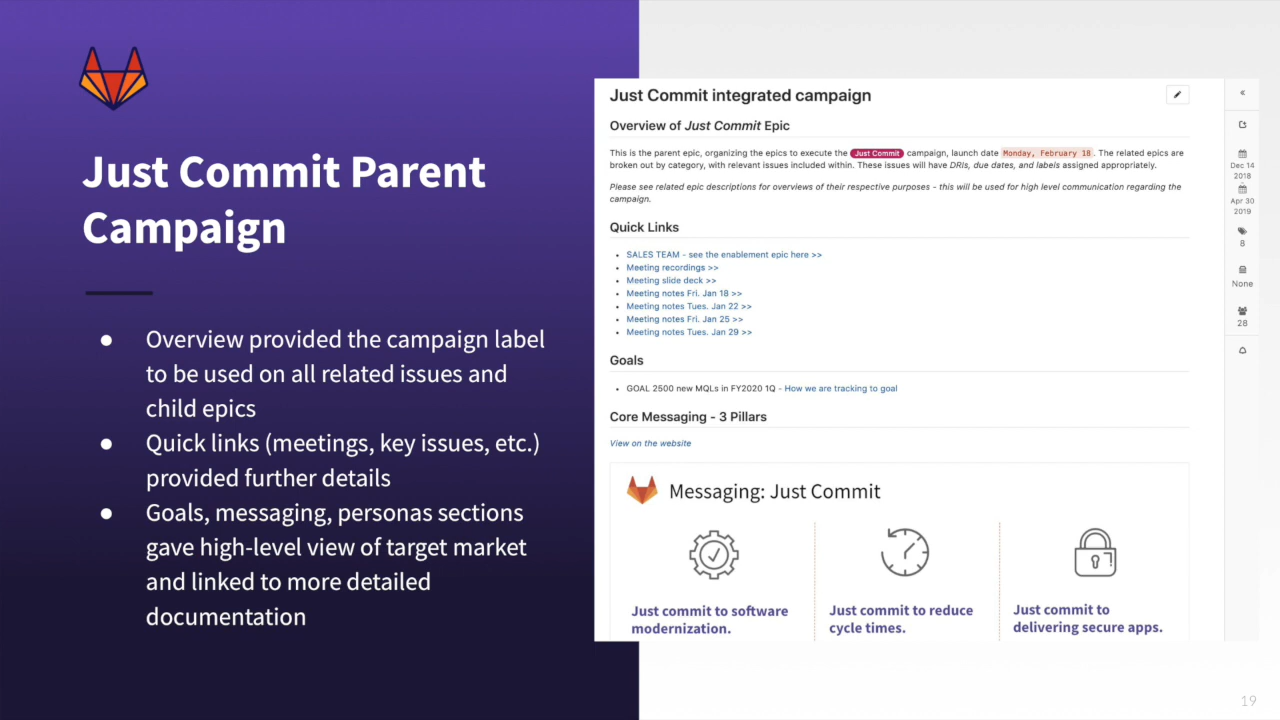 Just Commit Parent
Campaign
● Overview provided the campaign label
to be used on all related issues and
child epics
● Quick links (meetings, key issues, etc.)
provided further details
● Goals, messaging, personas sections
gave high-level view of target market
and linked to more detailed
documentation
Just Commit integrated campaign
Overview of Just Commit Epic
This is the parent epic, organizing the epics to execute the Just Commit campaign, launch date Monday, February 18. The related epics are
broken out by category, with relevant issues included within. These issues will have DRIs, due dates, and labels assigned appropriately.
Please see related epic descriptions for overviews of their respective purposes - this will be used for high level communication regarding the
campaign.
Quick Links
• SALES TEAM - see the enablement epic here >>
• Meeting recordings >>
• Meeting slide deck >>
• Meeting notes Fri. Jan 18 >>
• Meeting notes Tues. Jan 22 >>
• Meeting notes Fri. Jan 25 >>
• Meeting notes Tues. Jan 29 >>
Goals
• GOAL 2500 new MQLs in FY2020 1Q - How we are tracking to goal
Core Messaging - 3 Pillars
View on the website
Messaging: Just Commit
Just commit to software
modernization.
Just commit to reduce
cycle times.
Just commit to
delivering secure apps.
«
Dec 14
2018
Apr 30
2019
8
None
28
19